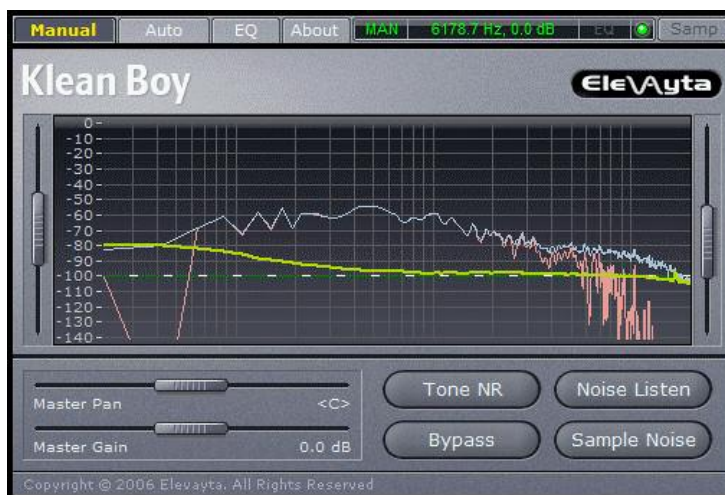 Manual Auto EQ About MAN 6178.7 Hz, 0.0 dB EQ Samp
Klean Boy
EleVAyta
0
-10
-20
-30
-40
-50
-60
-70
-80
-90
-100
-110
-120
-130
-140
Master Pan <C>
Master Gain 0.0 dB
Tone NR Noise Listen
Bypass Sample Noise
Copyright © 2006 Elevayta. All Rights Reserved